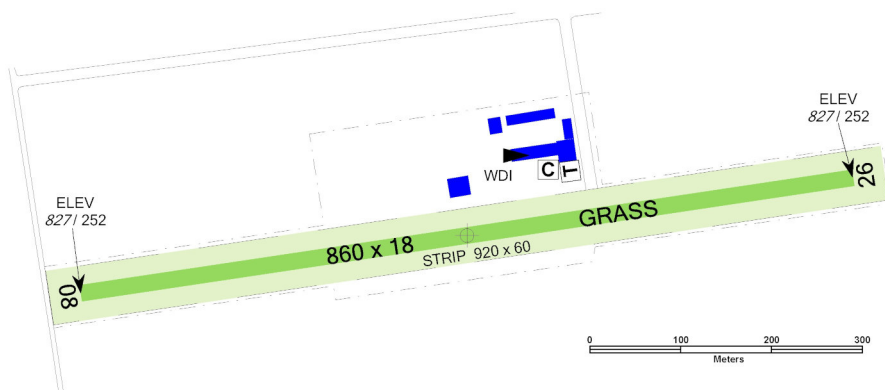 ELEV
827 / 252
ELEV
827 / 252
WDI
C
T
26
GRASS
860 x 18
STRIP 920 x 60
08
0 100 200 300
Meters